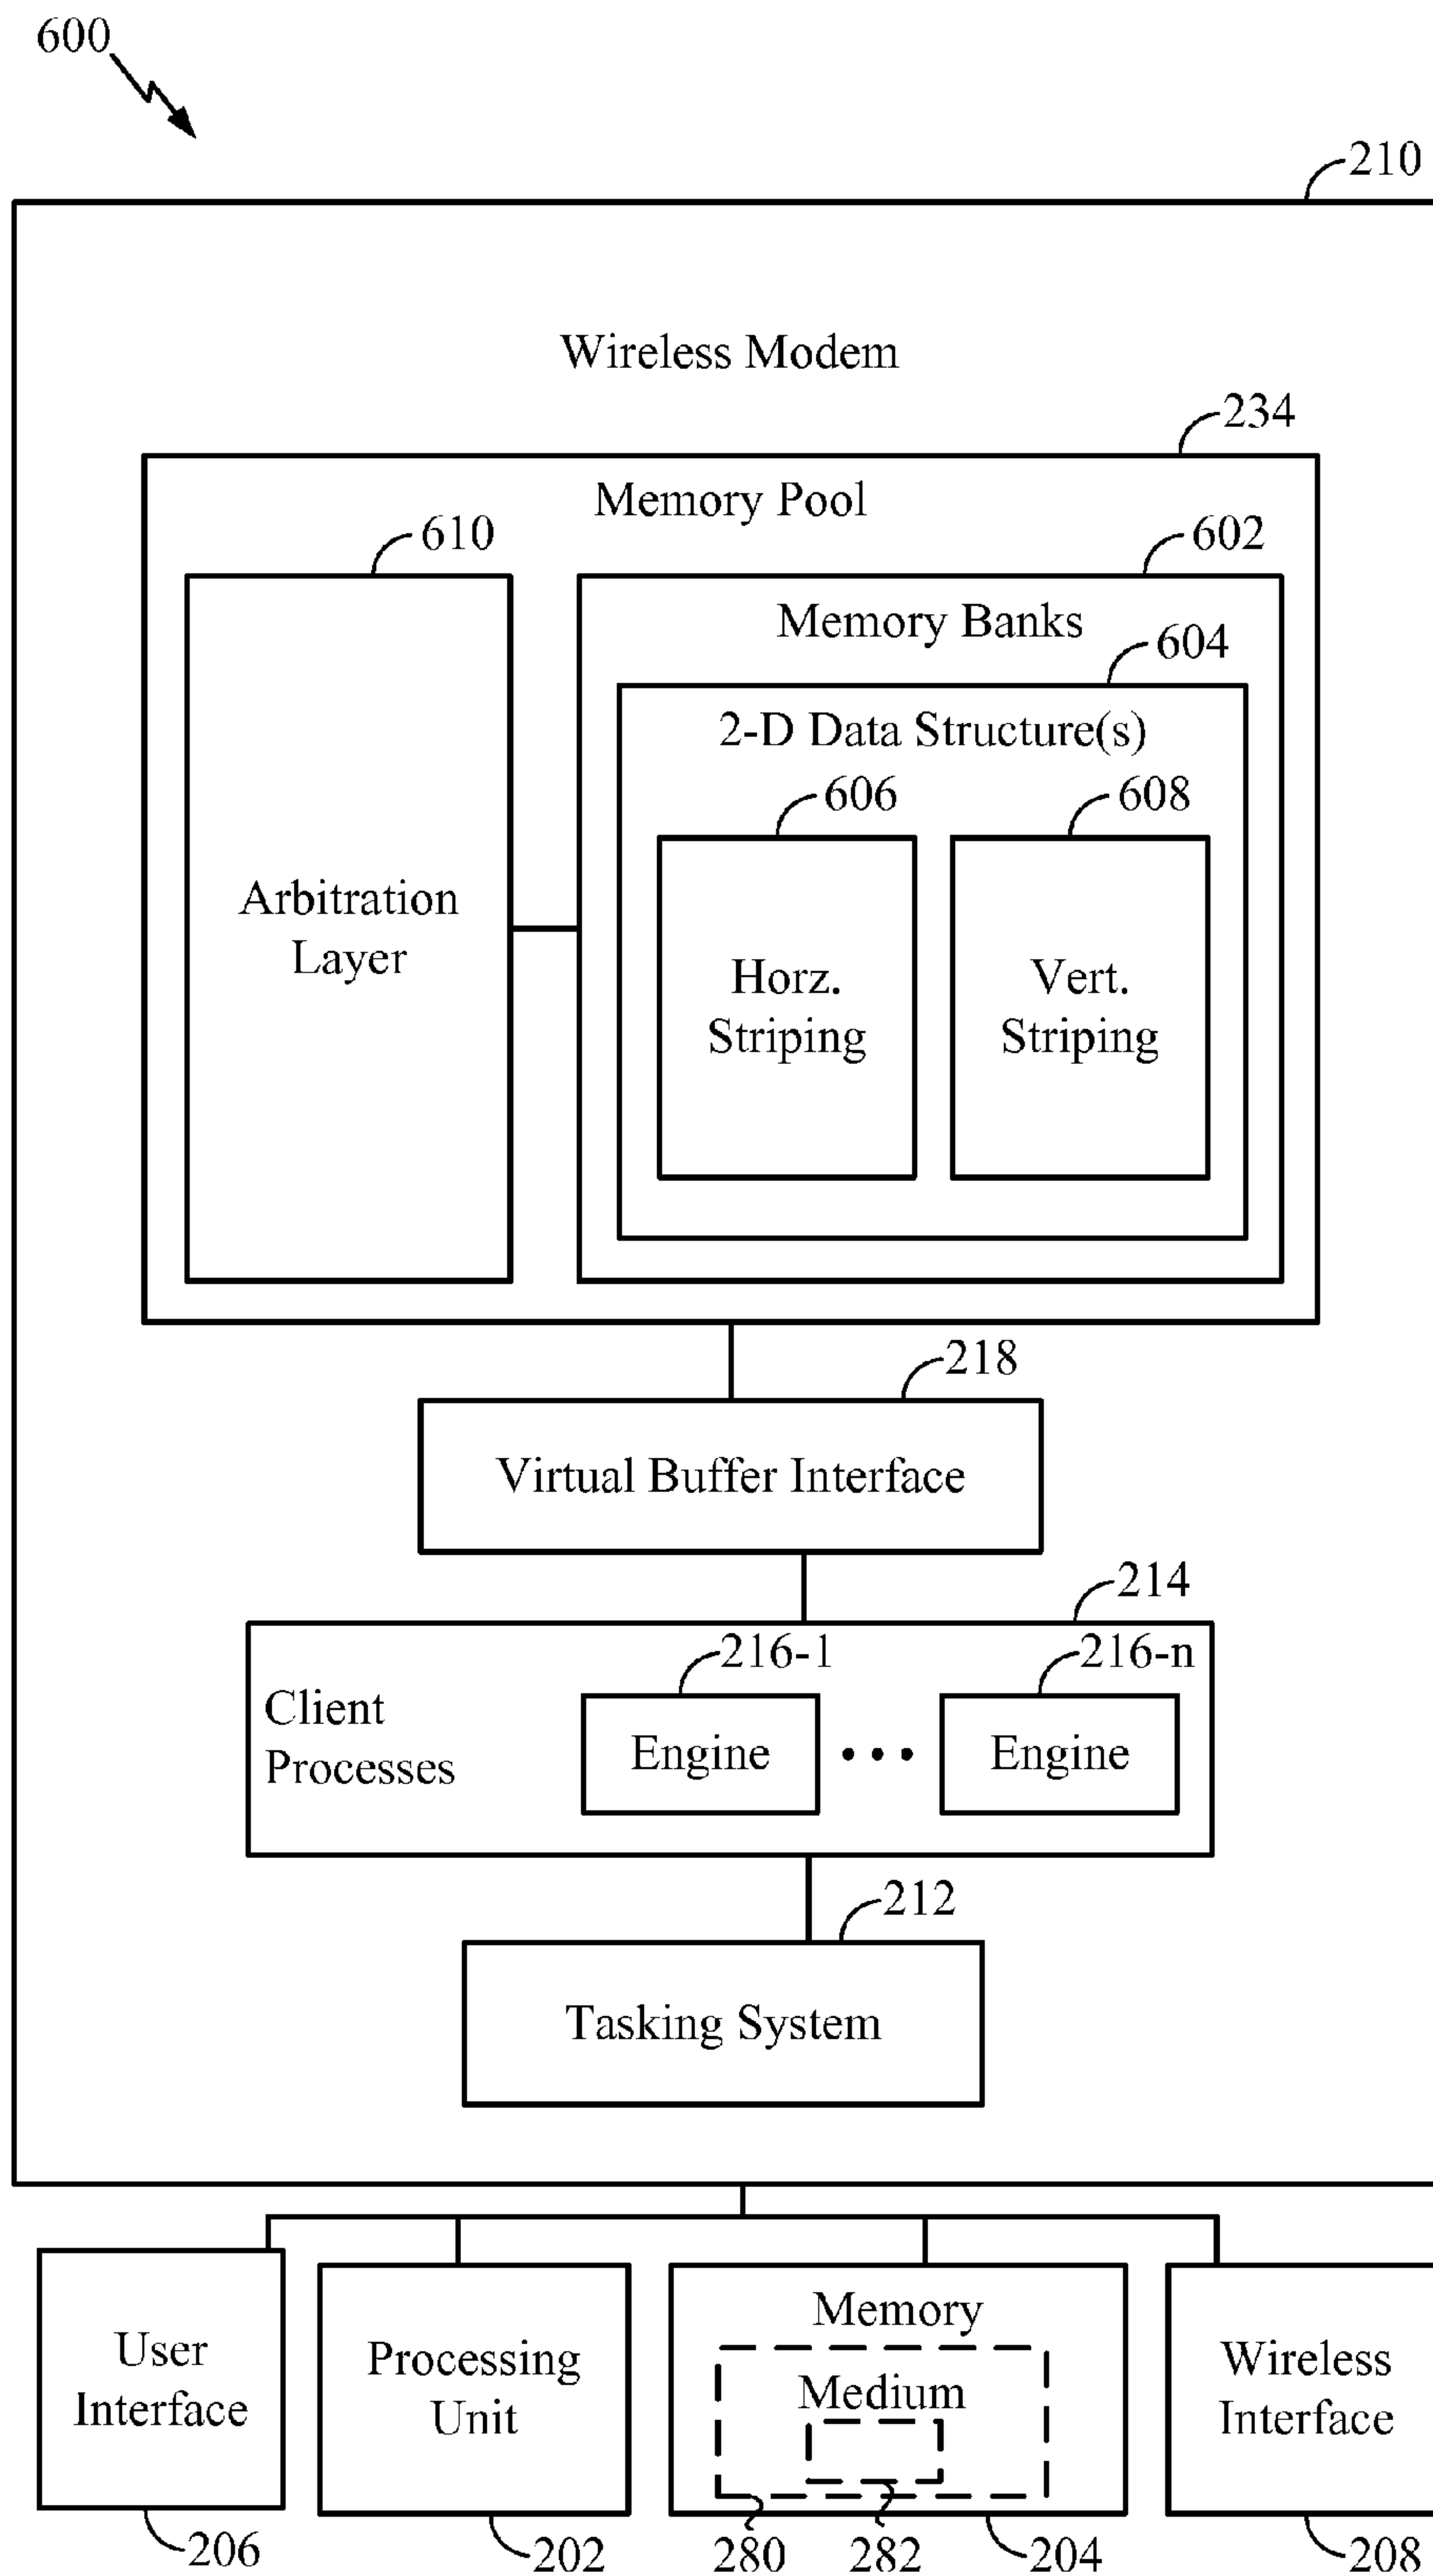 600
210
Wireless Modem
234
Memory Pool
610
602
Memory Banks
604
2-D Data Structure(s)
606
608
Arbitration
Layer
Horz.
Striping
Vert.
Striping
218
Virtual Buffer Interface
214
216-1
216-n
Client
Processes
Engine
Engine
212
Tasking System
User
Interface
Processing
Unit
Memory
Medium
Wireless
Interface
206
202
280
282
204
208